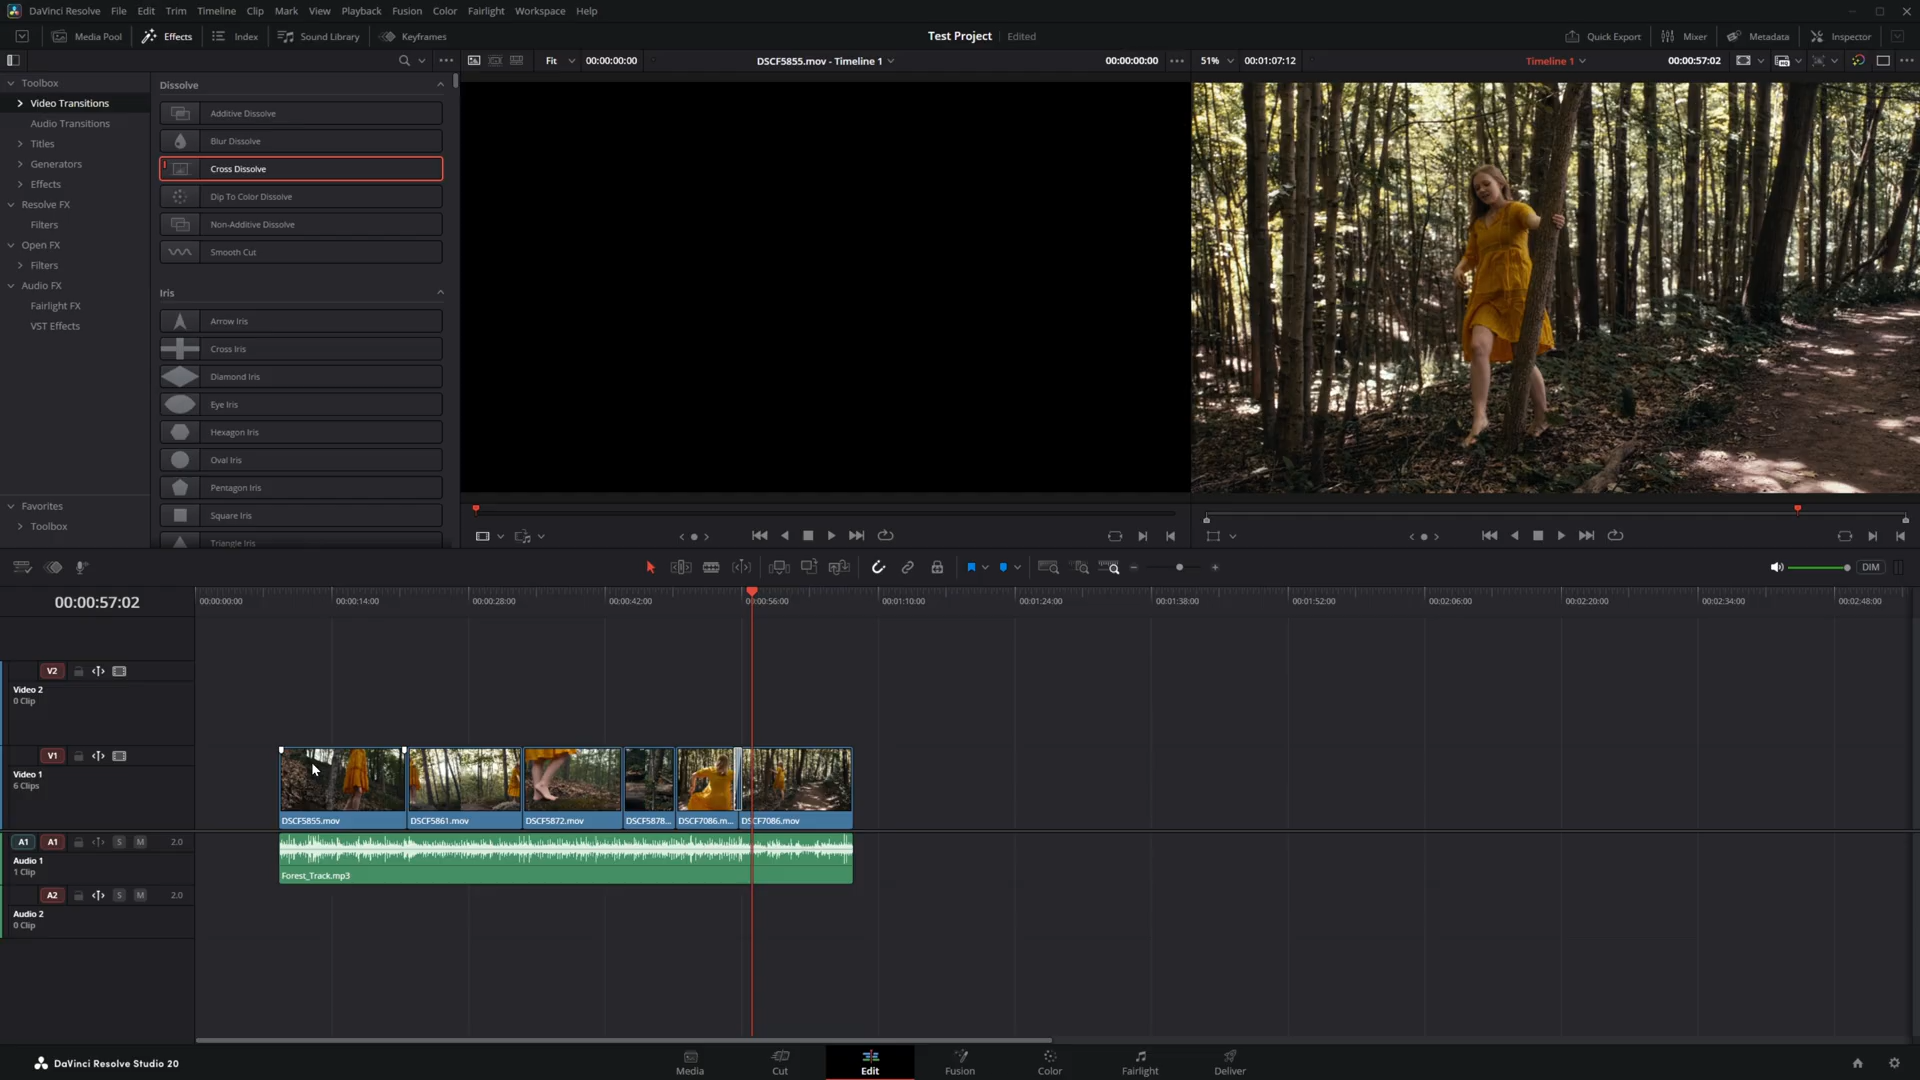 DaVinci Resolve File Edit Trim Timeline Clip Mark View Playback Fusion Color Fairlight Workspace Help
Media Pool Effects Index Sound Library Keyframes Test Project Edited Quick Export Mixer Metadata Inspector
Fit 00:00:00:00 DSCF5855.mov - Timeline 1 00:00:00:00 51% 00:01:07:12 Timeline 1 00:00:57:02
Toolbox
Video Transitions
Audio Transitions
Titles
Generators
Effects
Resolve FX
Filters
Open FX
Filters
Audio FX
Fairlight FX
VST Effects
Favorites
Toolbox
Dissolve
Additive Dissolve
Blur Dissolve
Cross Dissolve
Dip To Color Dissolve
Non-Additive Dissolve
Smooth Cut
Iris
Arrow Iris
Cross Iris
Diamond Iris
Eye Iris
Hexagon Iris
Oval Iris
Pentagon Iris
Square Iris
Triangle Iris
DIM
00:00:57:02
00:00:00:00 00:00:14:00 00:00:28:00 00:00:42:00 00:00:56:00 00:01:10:00 00:01:24:00 00:01:38:00 00:01:52:00 00:02:06:00 00:02:20:00 00:02:34:00 00:02:48:00
V2
Video 2
0 Clip
V1
Video 1
6 Clips
DSCF5855.mov DSCF5861.mov DSCF5872.mov DSCF5878... DSCF7086.m... DSCF7086.mov
A1 A1 S M 2.0
Audio 1
1 Clip
Forest_Track.mp3
A2 S M 2.0
Audio 2
0 Clip
DaVinci Resolve Studio 20
Media Cut Edit Fusion Color Fairlight Deliver